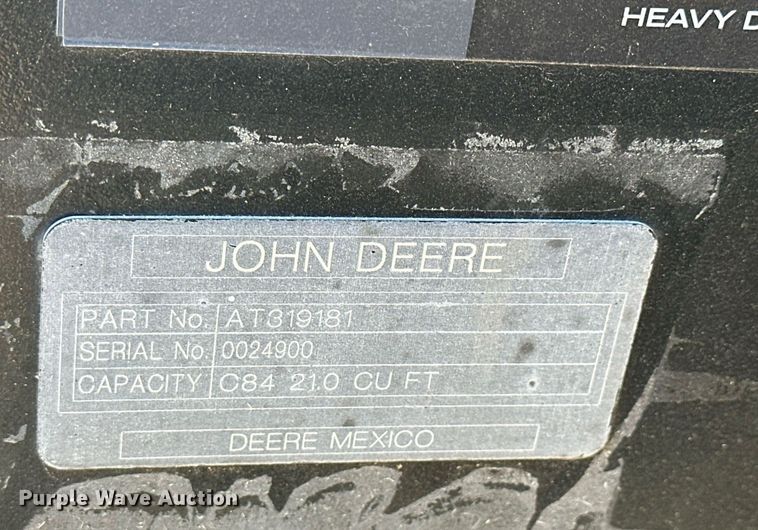 HEAVY D
JOHN DEERE
PART No. AT319181
SERIAL No. 0024900
CAPACITY C84 21.0 CU FT
DEERE MEXICO
Purple Wave Auction